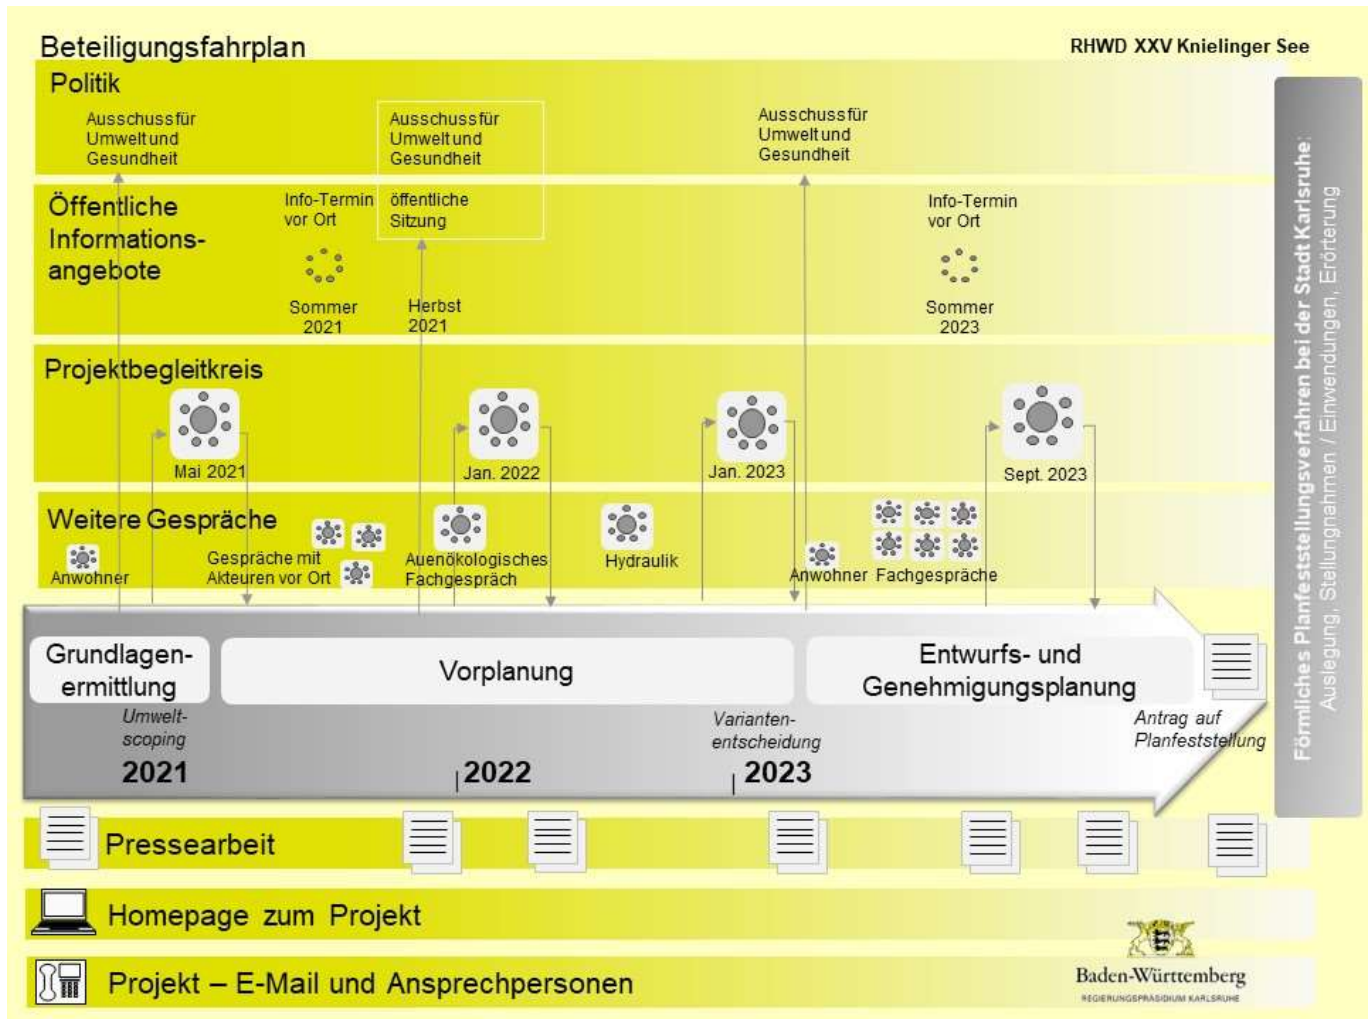 Beteiligungsfahrplan
RHWD XXV Knielinger See
Politik
Ausschuss für
Umwelt und
Gesundheit
Ausschuss für
Umwelt und
Gesundheit
Ausschuss für
Umwelt und
Gesundheit
Öffentliche
Informations-
angebote
Info-Termin
vor Ort
Sommer
2021
öffentliche
Sitzung
Herbst
2021
Info-Termin
vor Ort
Sommer
2023
Projektbegleitkreis
Mai 2021
Jan. 2022
Jan. 2023
Sept. 2023
Weitere Gespräche
Anwohner
Gespräche mit
Akteuren vor Ort
Auenökologisches
Fachgespräch
Hydraulik
Anwohner
Fachgespräche
Grundlagen-
ermittlung
Vorplanung
Entwurfs- und
Genehmigungsplanung
Umwelt-
scoping
Varianten-
entscheidung
Antrag auf
Planfeststellung
2021
2022
2023
Förmliches Planfeststellungsverfahren bei der Stadt Karlsruhe:
Auslegung, Stellungnahmen / Einwendungen, Erörterung
Pressearbeit
Homepage zum Projekt
Projekt – E-Mail und Ansprechpersonen
Baden-Württemberg
REGIERUNGSPRÄSIDIUM KARLSRUHE